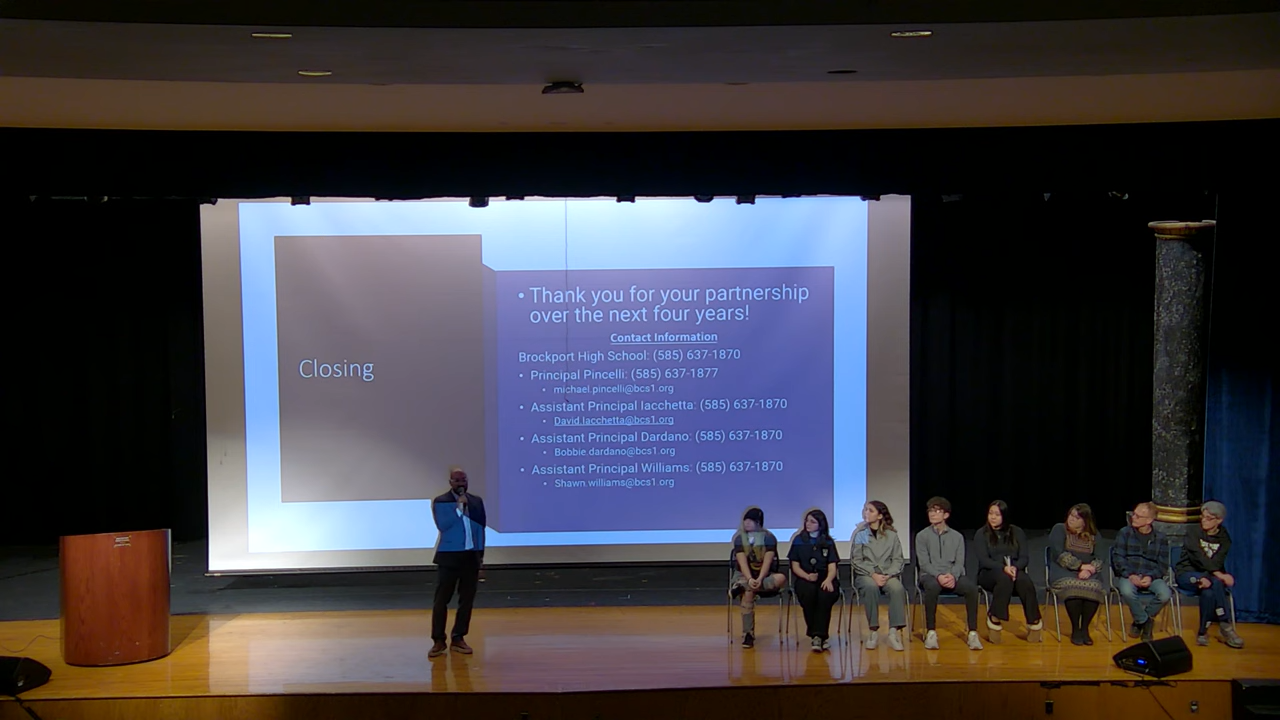 Closing
• Thank you for your partnership
over the next four years!
Contact Information
Brockport High School: (585) 637-1870
• Principal Pincelli: (585) 637-1877
• michael.pincelli@bcs1.org
• Assistant Principal Iacchetta: (585) 637-1870
• David.Iacchetta@bcs1.org
• Assistant Principal Dardano: (585) 637-1870
• Bobbie.dardano@bcs1.org
• Assistant Principal Williams: (585) 637-1870
• Shawn.williams@bcs1.org